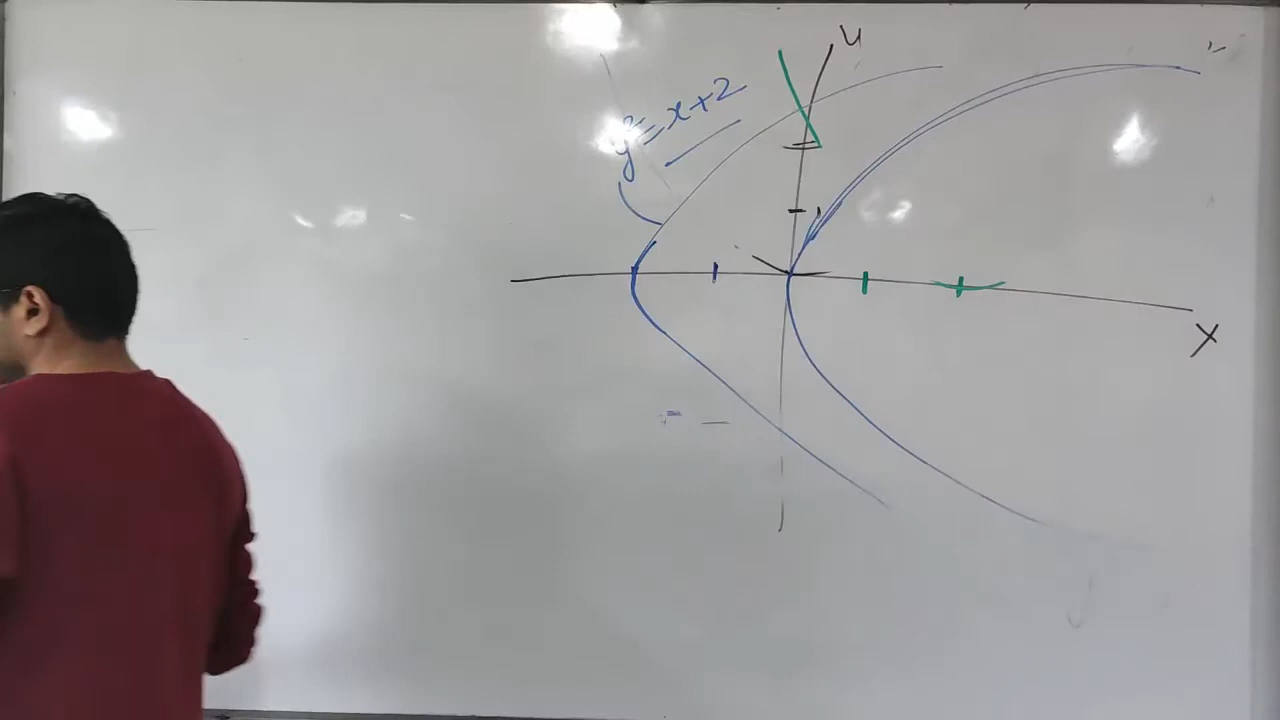 y
y² = x+2
X